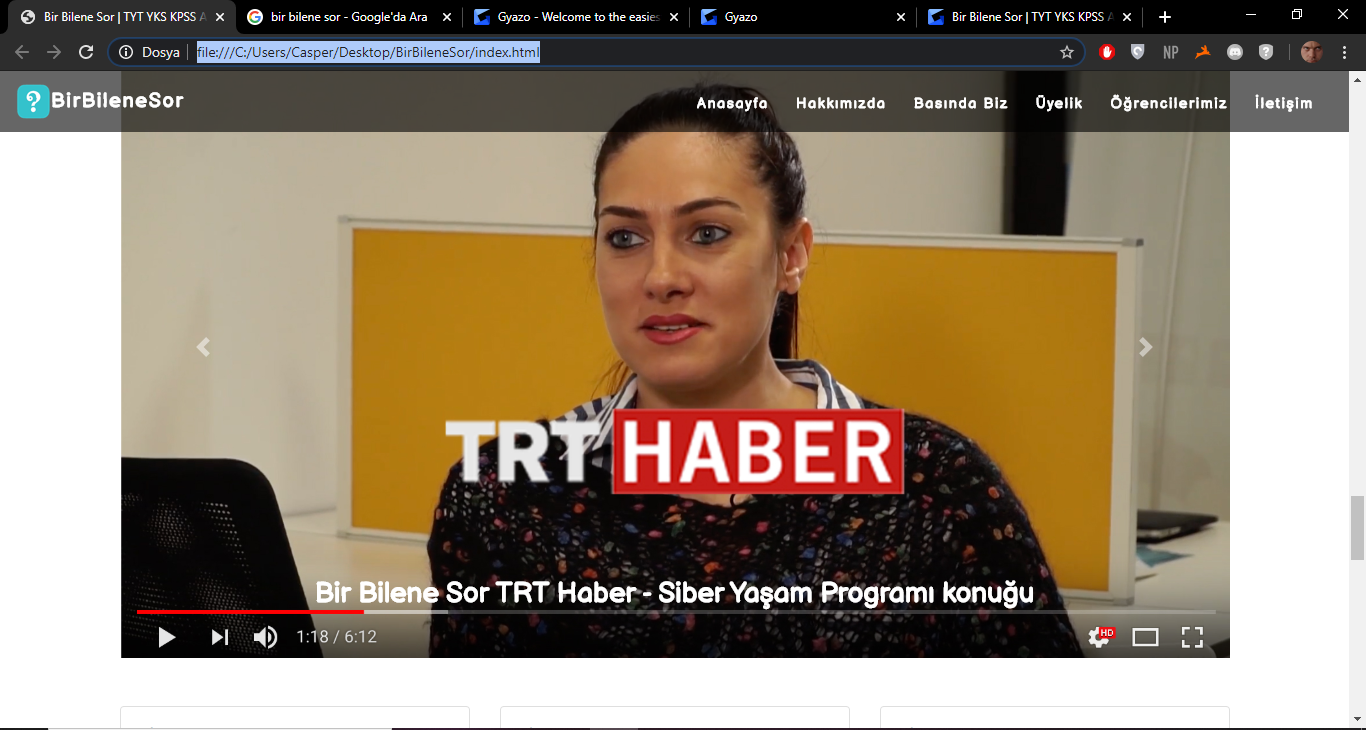 Bir Bilene Sor | TYT YKS KPSS A
bir bilene sor - Google'da Ara
Gyazo - Welcome to the easies
Gyazo
Bir Bilene Sor | TYT YKS KPSS A
Dosya
file:///C:/Users/Casper/Desktop/BirBileneSor/index.html
NP
? BirBileneSor
Anasayfa
Hakkımızda
Basında Biz
Üyelik
Öğrencilerimiz
İletişim
TRT HABER
Bir Bilene Sor TRT Haber - Siber Yaşam Programı konuğu
1:18 / 6:12
HD